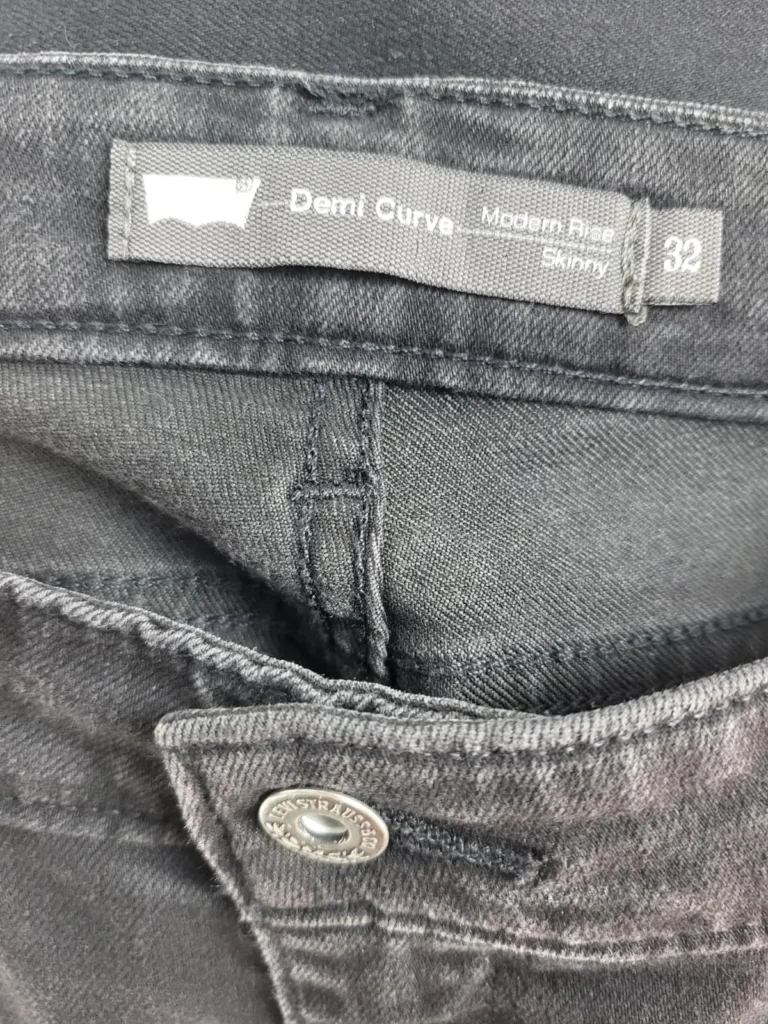 ® Demi Curve
Modern Rise
Skinny
32
LEVI STRAUSS & CO